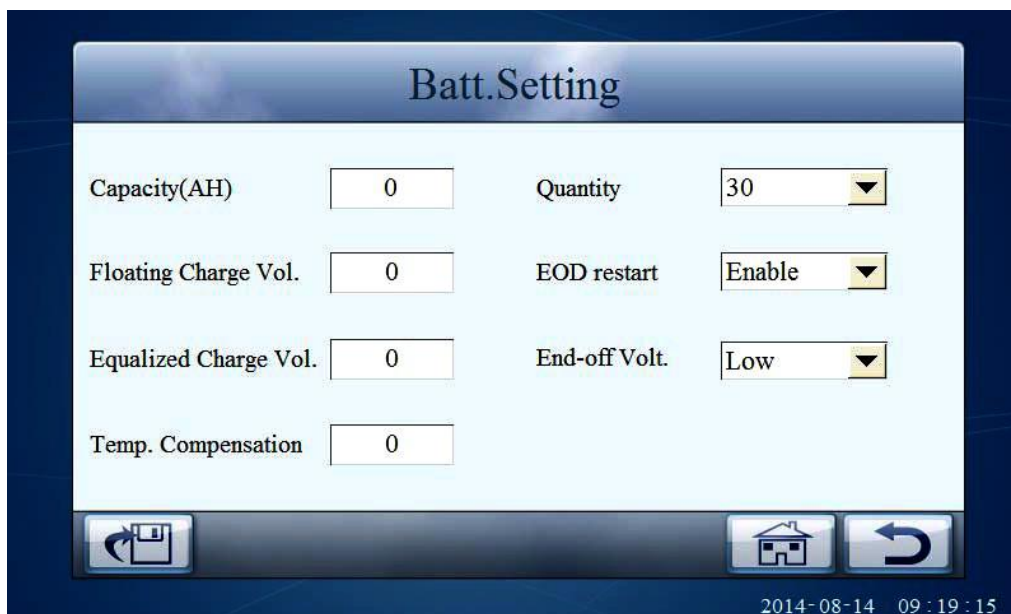 Batt.Setting
Capacity(AH) 0 Quantity 30
Floating Charge Vol. 0 EOD restart Enable
Equalized Charge Vol. 0 End-off Volt. Low
Temp. Compensation 0
2014-08-14 09:19:15